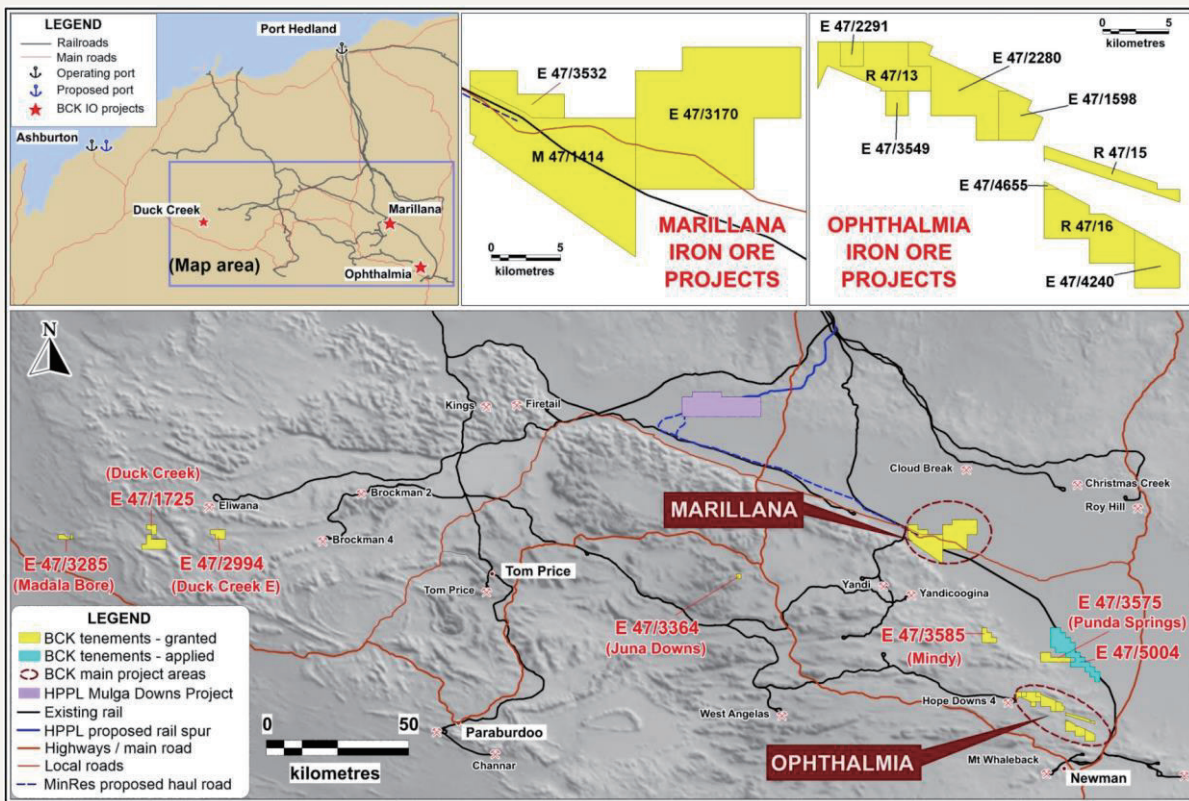 LEGEND
Railroads
Main roads
Operating port
Proposed port
BCK IO projects
Port Hedland
Ashburton
Duck Creek
Marillana
(Map area)
Ophthalmia
E 47/3532
E 47/3170
M 47/1414
0 5
kilometres
MARILLANA
IRON ORE
PROJECTS
0 5
kilometres
E 47/2291
E 47/2280
R 47/13
E 47/1598
E 47/3549
R 47/15
E 47/4655
R 47/16
E 47/4240
OPHTHALMIA
IRON ORE
PROJECTS
N
Kings
Firetail
Cloud Break
Christmas Creek
Roy Hill
(Duck Creek)
E 47/1725
Eliwana
Brockman 2
Brockman 4
MARILLANA
E 47/3285
(Madala Bore)
E 47/2994
(Duck Creek E)
Tom Price
Tom Price
Yandi
Yandicoogina
E 47/3575
(Punda Springs)
E 47/5004
E 47/3364
(Juna Downs)
E 47/3585
(Mindy)
LEGEND
BCK tenements - granted
BCK tenements - applied
BCK main project areas
HPPL Mulga Downs Project
Existing rail
HPPL proposed rail spur
Highways / main road
Local roads
MinRes proposed haul road
0 50
kilometres
Paraburdoo
Channar
West Angelas
Hope Downs 4
OPHTHALMIA
Mt Whaleback
Newman